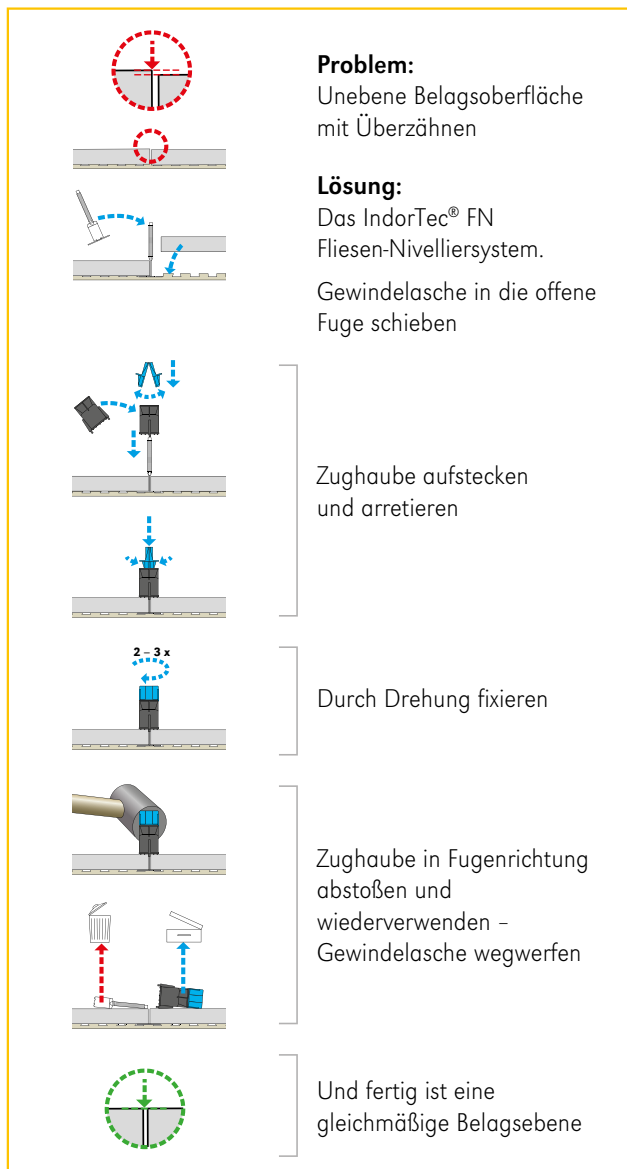 Problem:
Unebene Belagsoberfläche
mit Überzähnen
Lösung:
Das IndorTec® FN
Fliesen-Nivelliersystem.
Gewindelasche in die offene
Fuge schieben
Zughaube aufstecken
und arretieren
2 – 3 x
Durch Drehung fixieren
Zughaube in Fugenrichtung
abstoßen und
wiederverwenden –
Gewindelasche wegwerfen
Und fertig ist eine
gleichmäßige Belagsebene